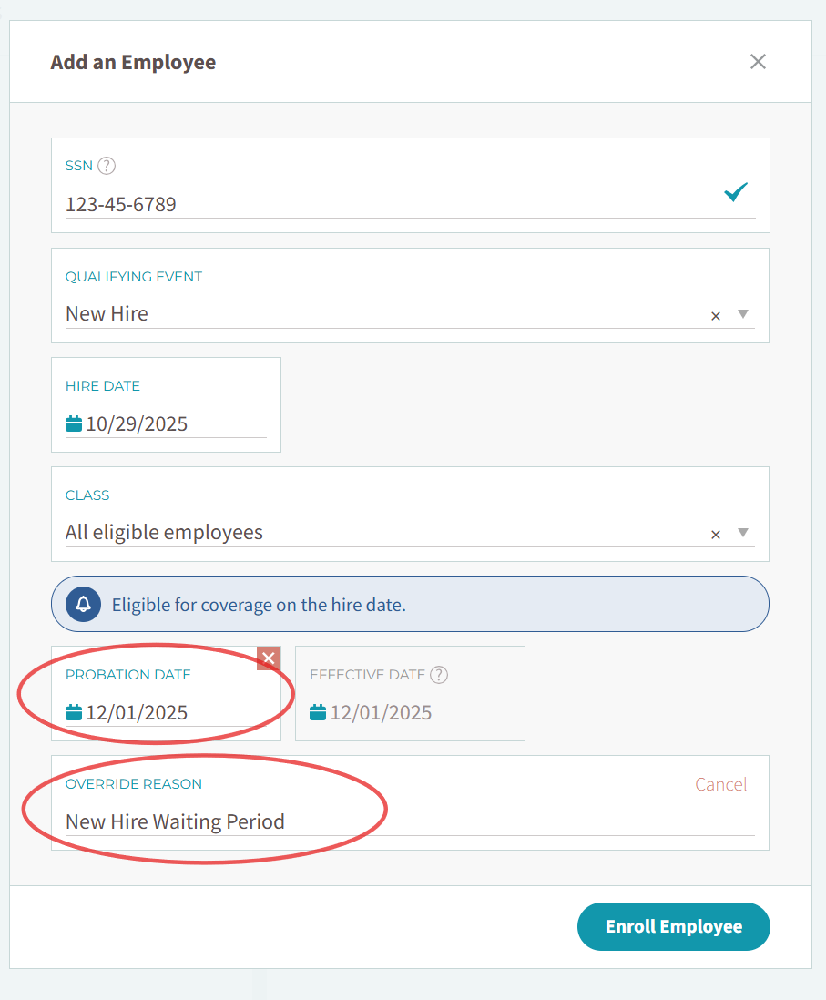 Add an Employee
SSN ?
123-45-6789
QUALIFYING EVENT
New Hire
HIRE DATE
10/29/2025
CLASS
All eligible employees
Eligible for coverage on the hire date.
PROBATION DATE
12/01/2025
EFFECTIVE DATE ?
12/01/2025
OVERRIDE REASON
Cancel
New Hire Waiting Period
Enroll Employee